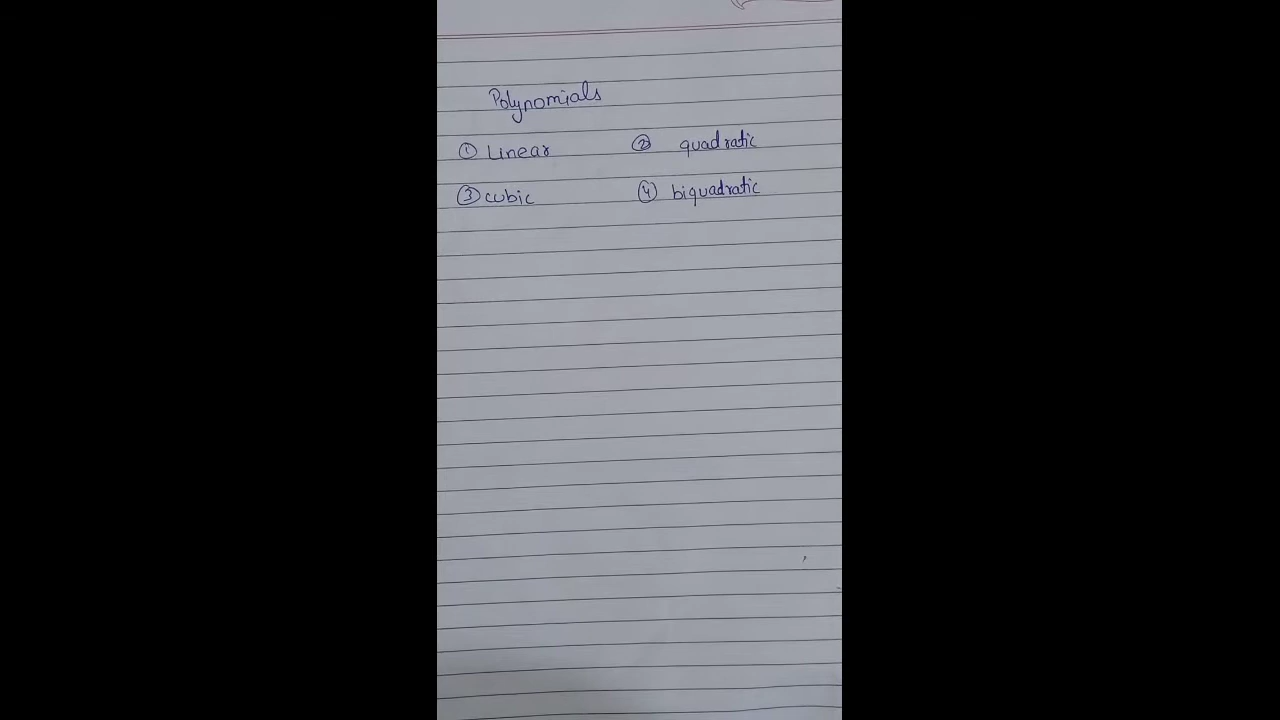 Polynomials
① Linear ② quadratic
③ cubic ④ biquadratic